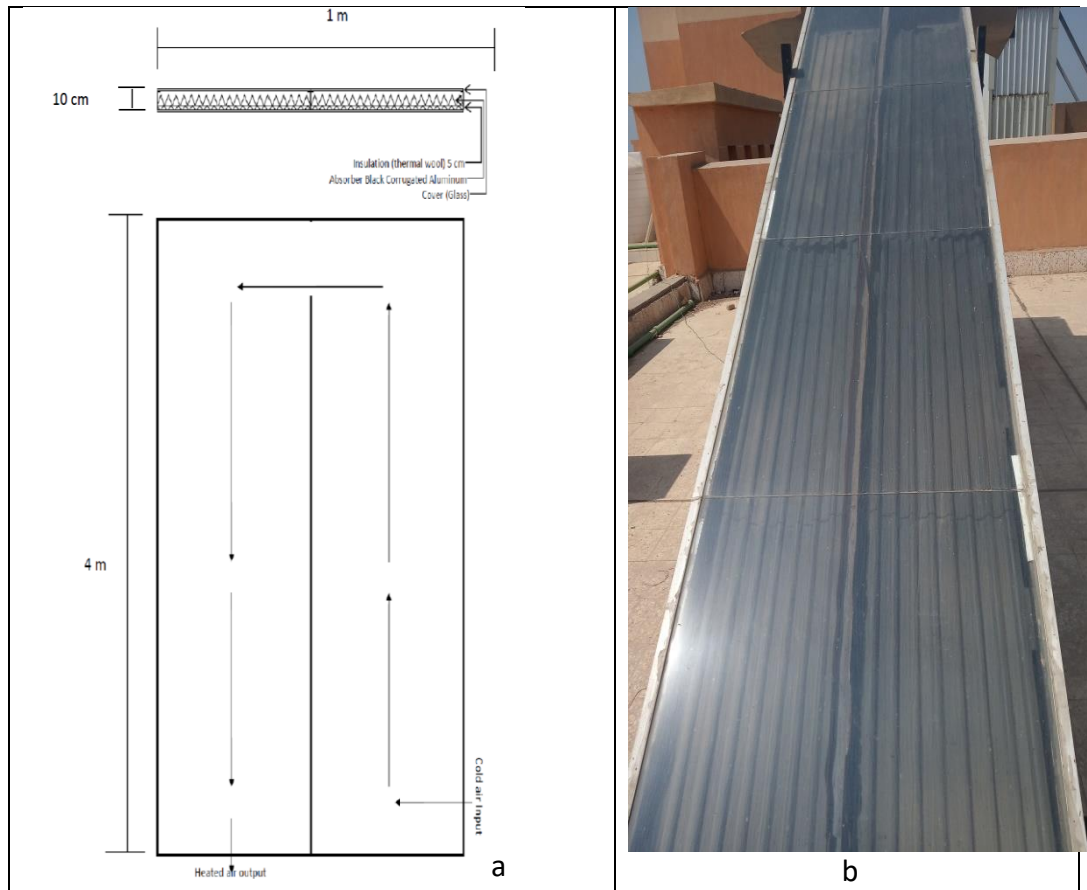 1 m
10 cm
Insulation (thermal wool) 5 cm
Absorber Black Corrugated Aluminum
Cover (Glass)
4 m
Cold air Input
Heated air output
a
b